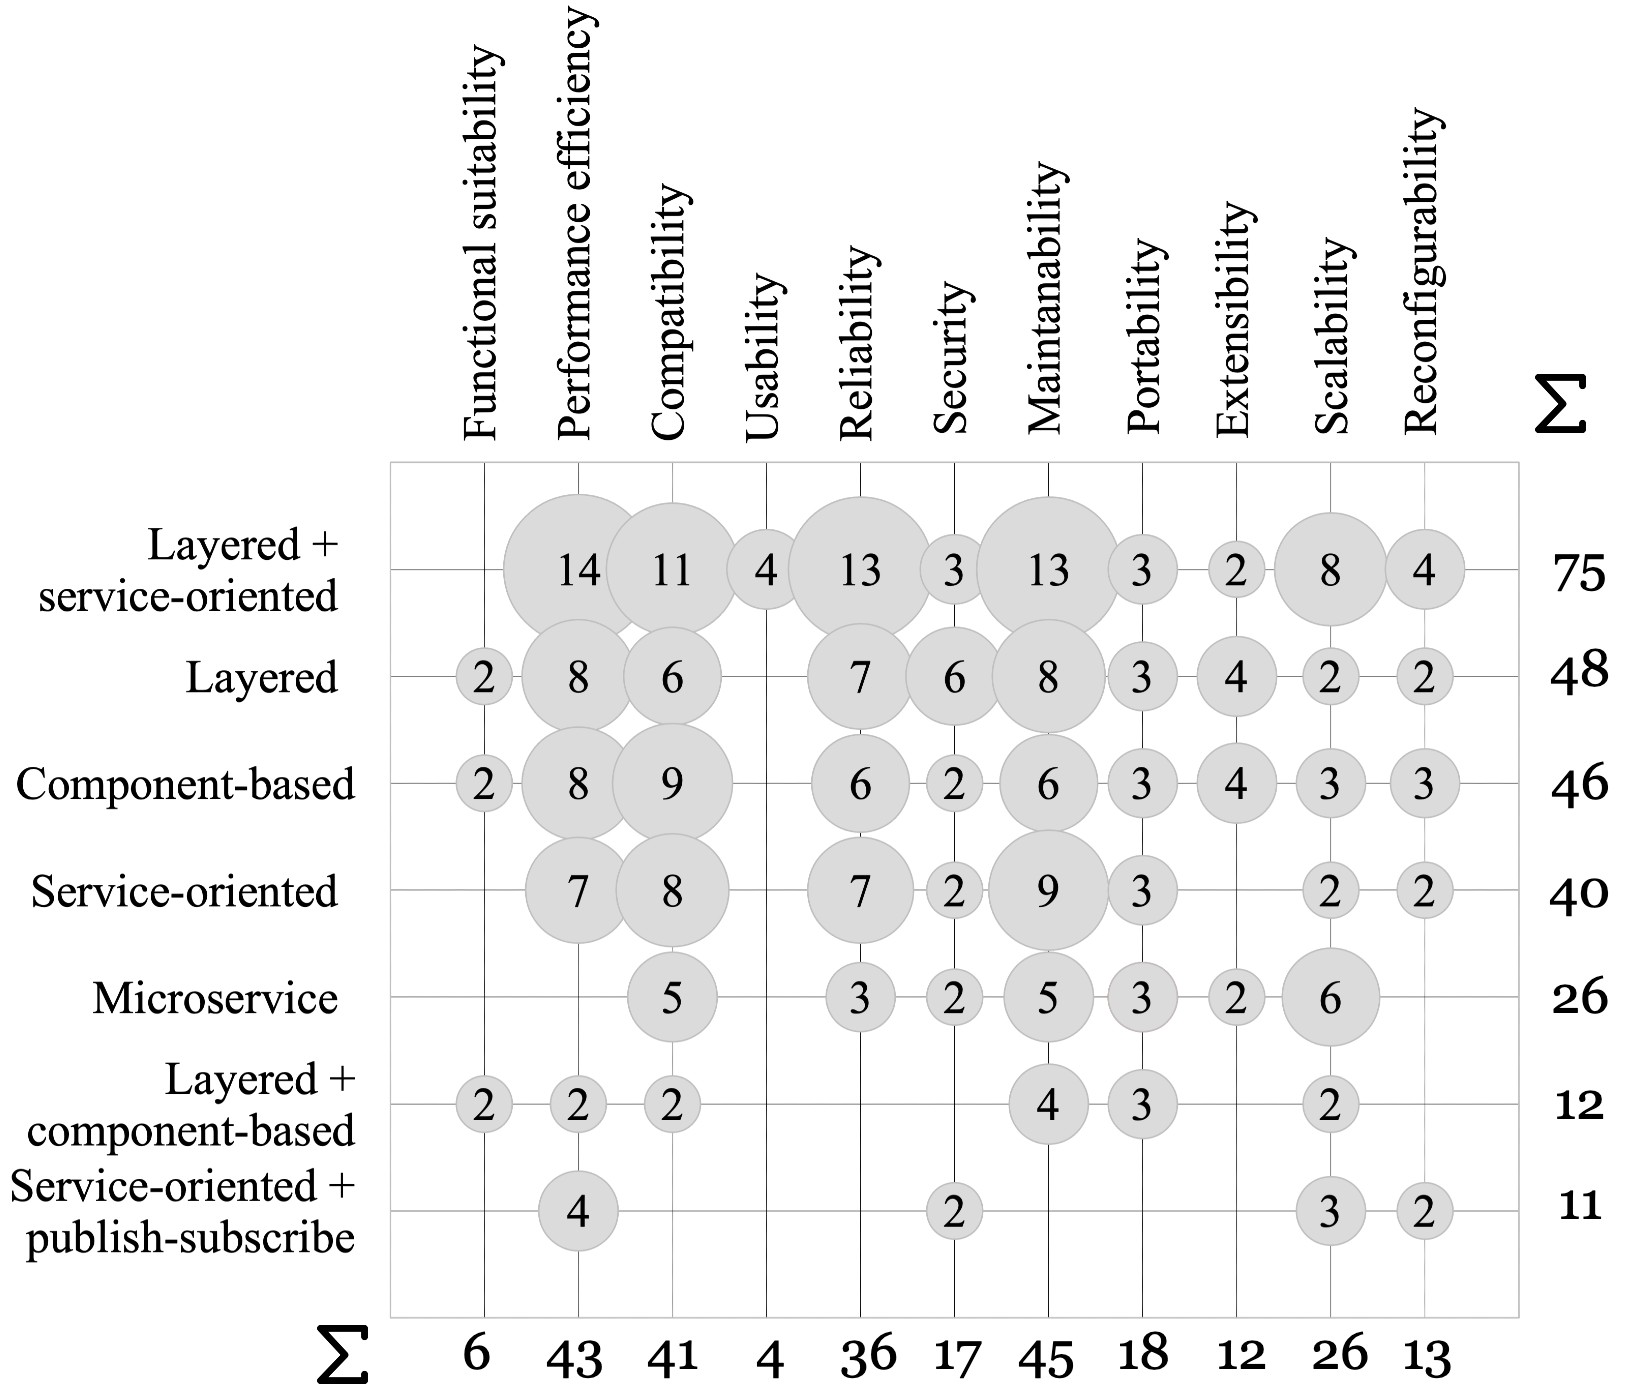 Functional suitability
Performance efficiency
Compatibility
Usability
Reliability
Security
Maintanability
Portability
Extensibility
Scalability
Reconfigurability
Σ
Layered +
service-oriented
14 11 4 13 3 13 3 2 8 4 75
Layered 2 8 6 7 6 8 3 4 2 2 48
Component-based 2 8 9 6 2 6 3 4 3 3 46
Service-oriented 7 8 7 2 9 3 2 2 40
Microservice 5 3 2 5 3 2 6 26
Layered +
component-based
2 2 2 4 3 2 12
Service-oriented +
publish-subscribe
4 2 3 2 11
Σ 6 43 41 4 36 17 45 18 12 26 13